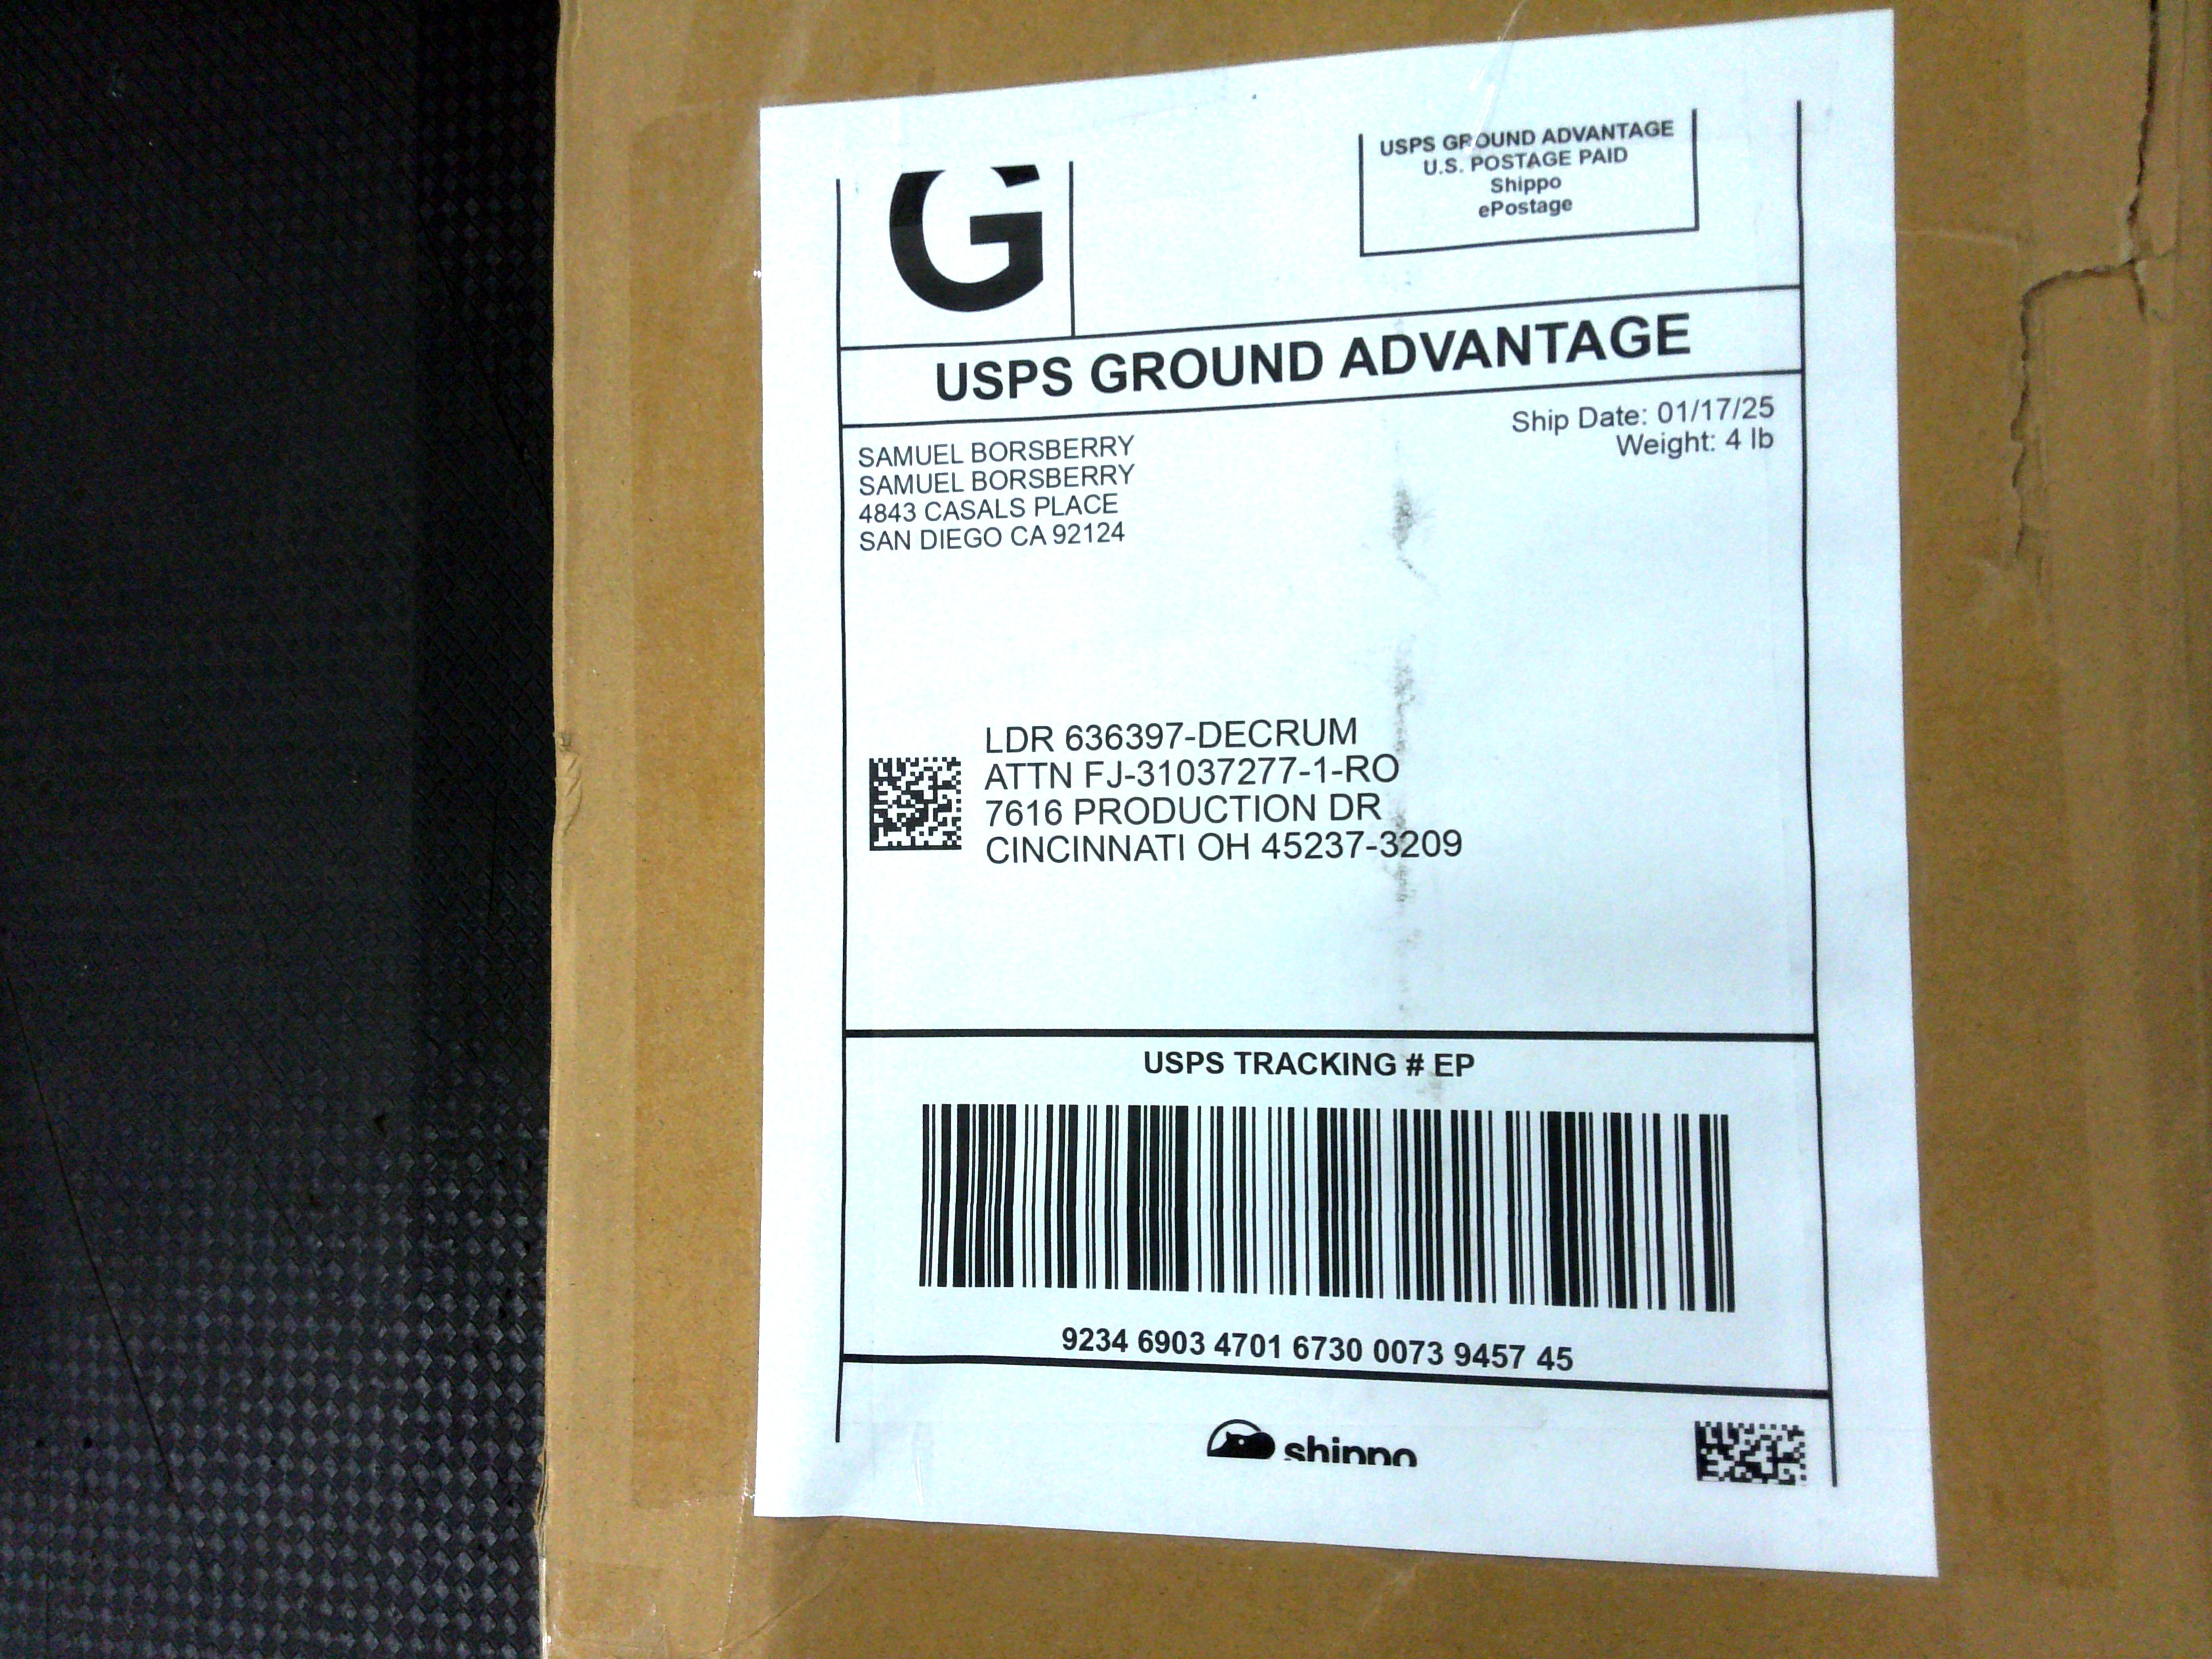 G
USPS GROUND ADVANTAGE
U.S. POSTAGE PAID
Shippo
ePostage
USPS GROUND ADVANTAGE
Ship Date: 01/17/25
Weight: 4 lb
SAMUEL BORSBERRY
SAMUEL BORSBERRY
4843 CASALS PLACE
SAN DIEGO CA 92124
LDR 636397-DECRUM
ATTN FJ-31037277-1-RO
7616 PRODUCTION DR
CINCINNATI OH 45237-3209
USPS TRACKING # EP
9234 6903 4701 6730 0073 9457 45
shippo